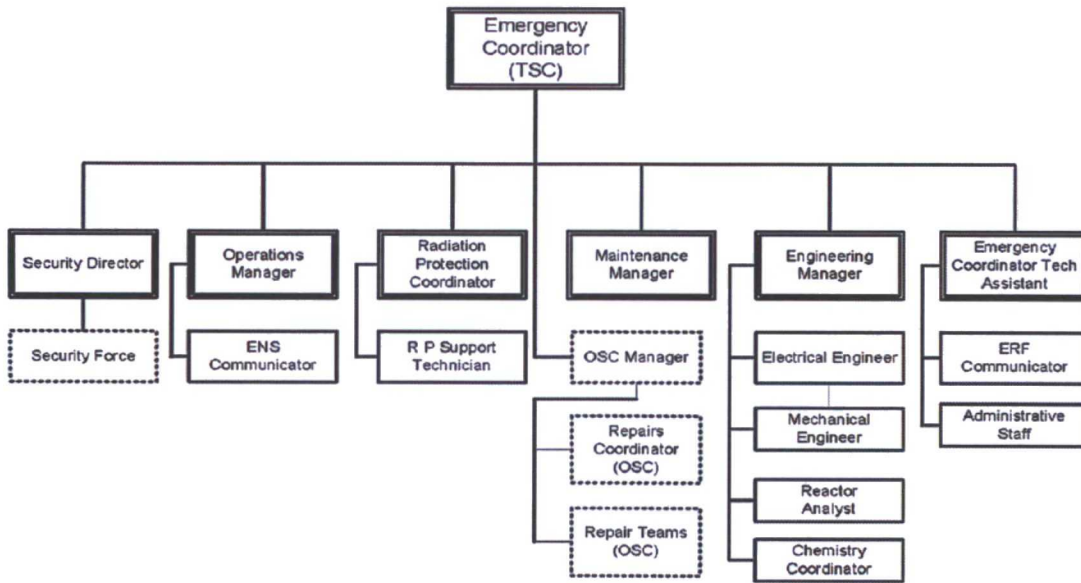 Emergency
Coordinator
(TSC)
Security Director
Operations
Manager
Radiation
Protection
Coordinator
Maintenance
Manager
Engineering
Manager
Emergency
Coordinator Tech
Assistant
Security Force
ENS
Communicator
R P Support
Technician
OSC Manager
Electrical Engineer
ERF
Communicator
Repairs
Coordinator
(OSC)
Mechanical
Engineer
Administrative
Staff
Repair Teams
(OSC)
Reactor
Analyst
Chemistry
Coordinator